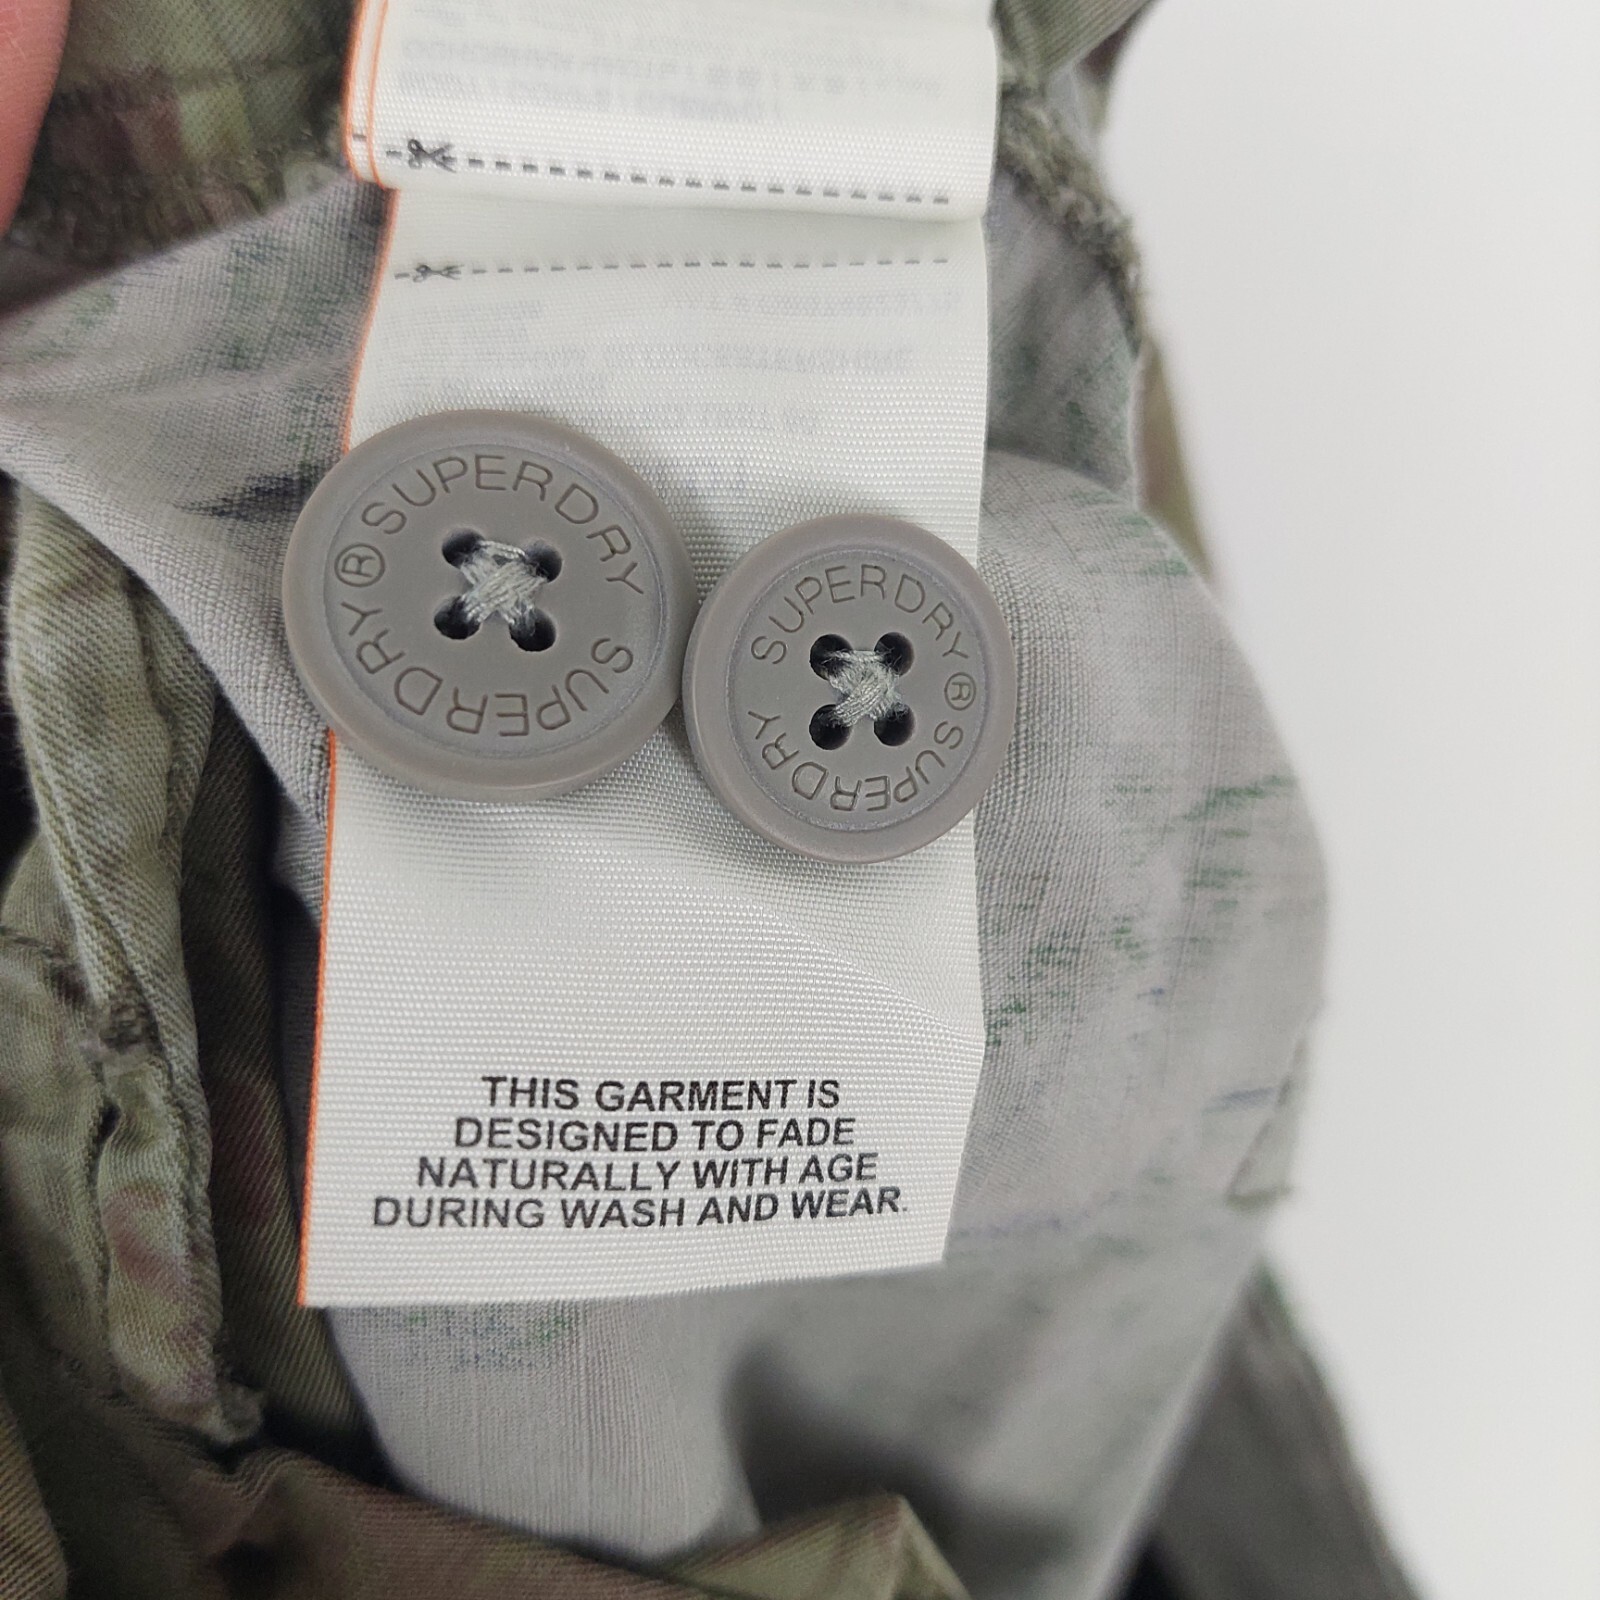 SUPERDRY SUPERDRY ®
SUPERDRY ® SUPERDRY
THIS GARMENT IS
DESIGNED TO FADE
NATURALLY WITH AGE
DURING WASH AND WEAR.